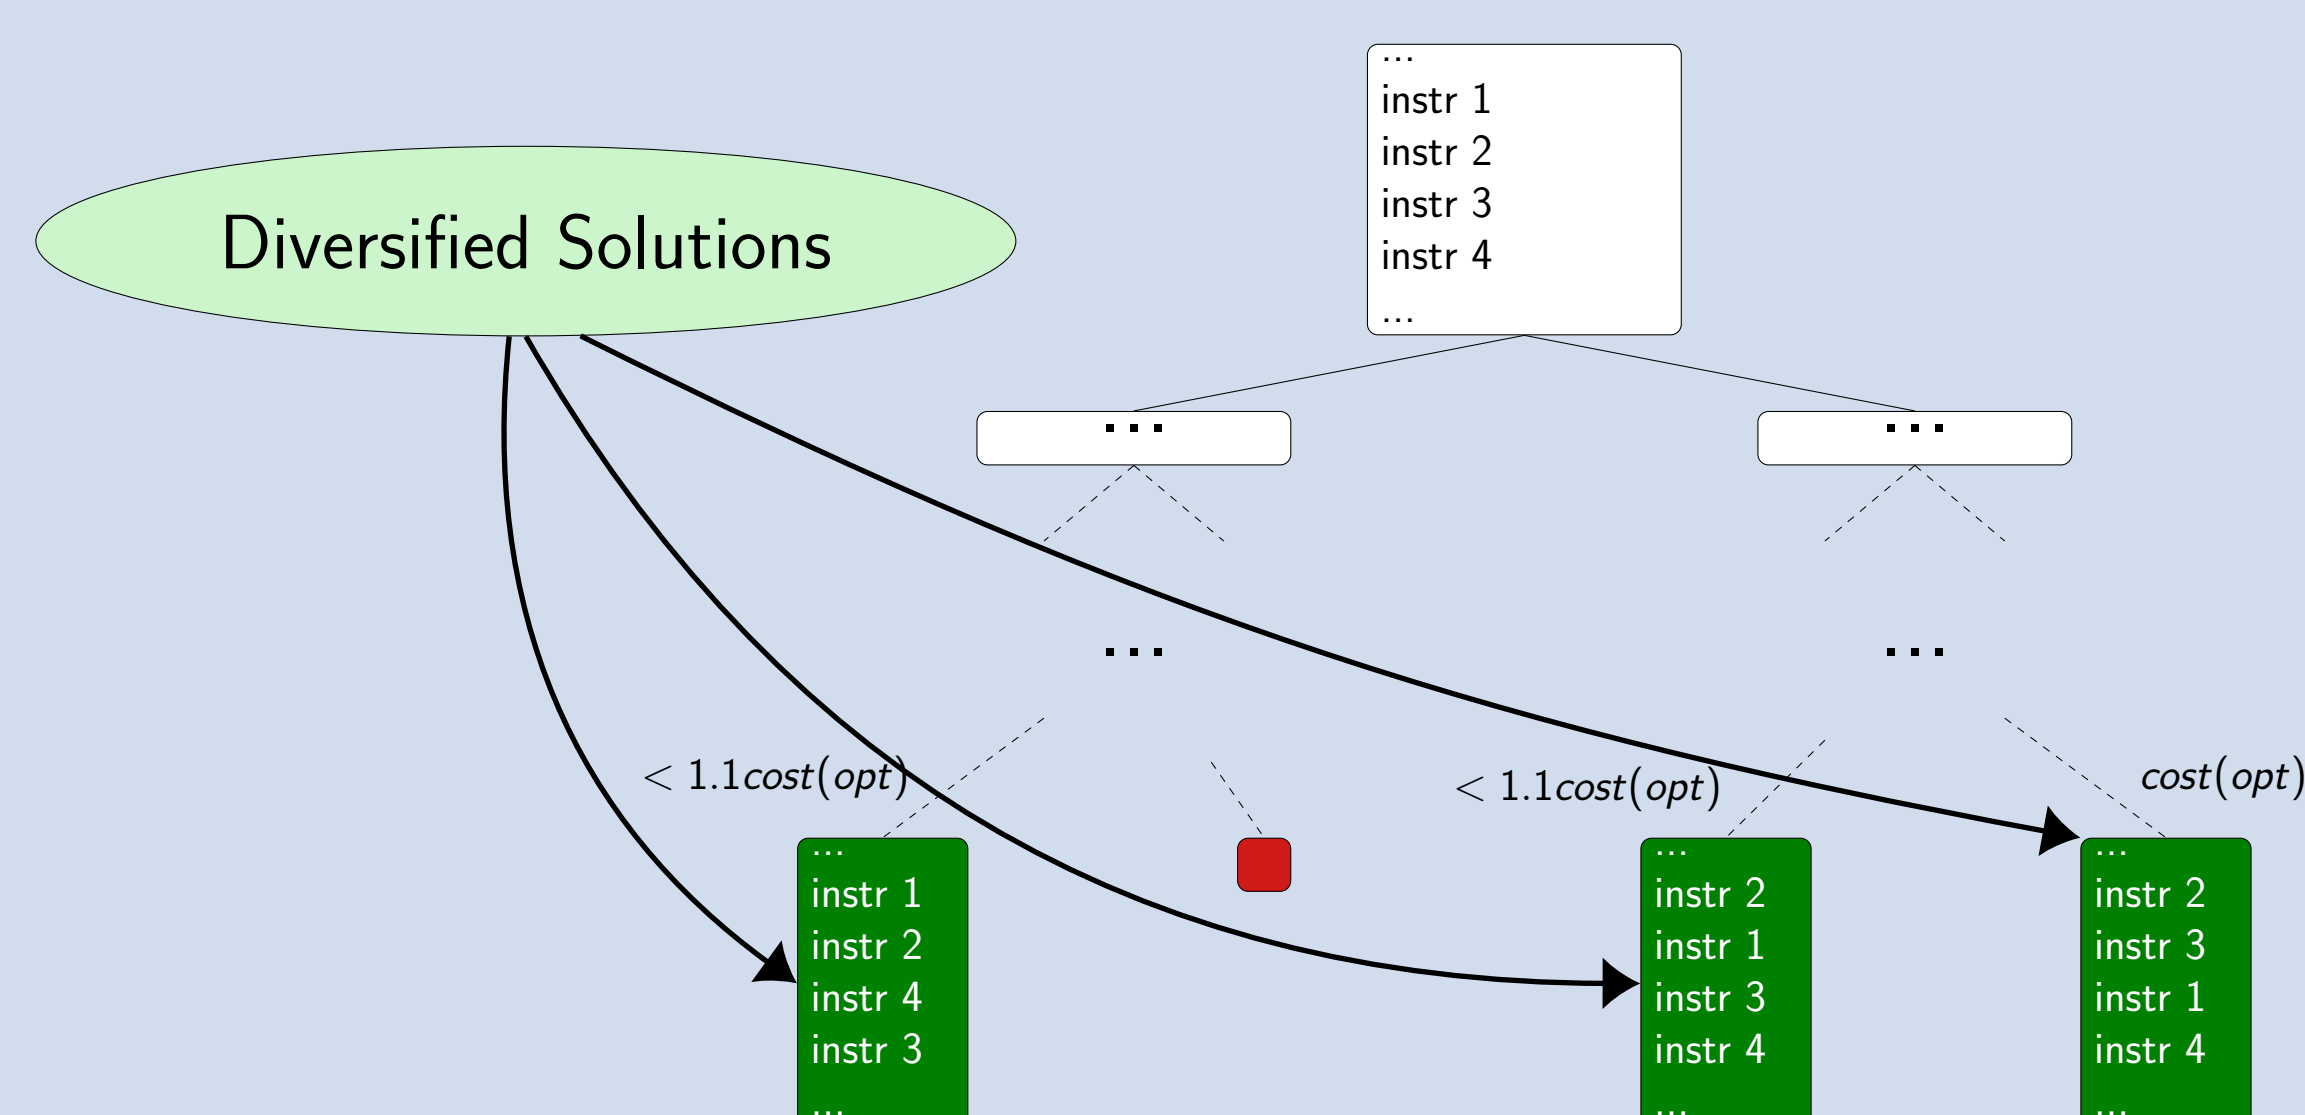 ...
instr 1
instr 2
instr 3
instr 4
...
Diversified Solutions
...
...
...
...
< 1.1cost(opt)
< 1.1cost(opt)
cost(opt)
...
instr 1
instr 2
instr 4
instr 3
...
...
instr 2
instr 1
instr 3
instr 4
...
...
instr 2
instr 3
instr 1
instr 4
...